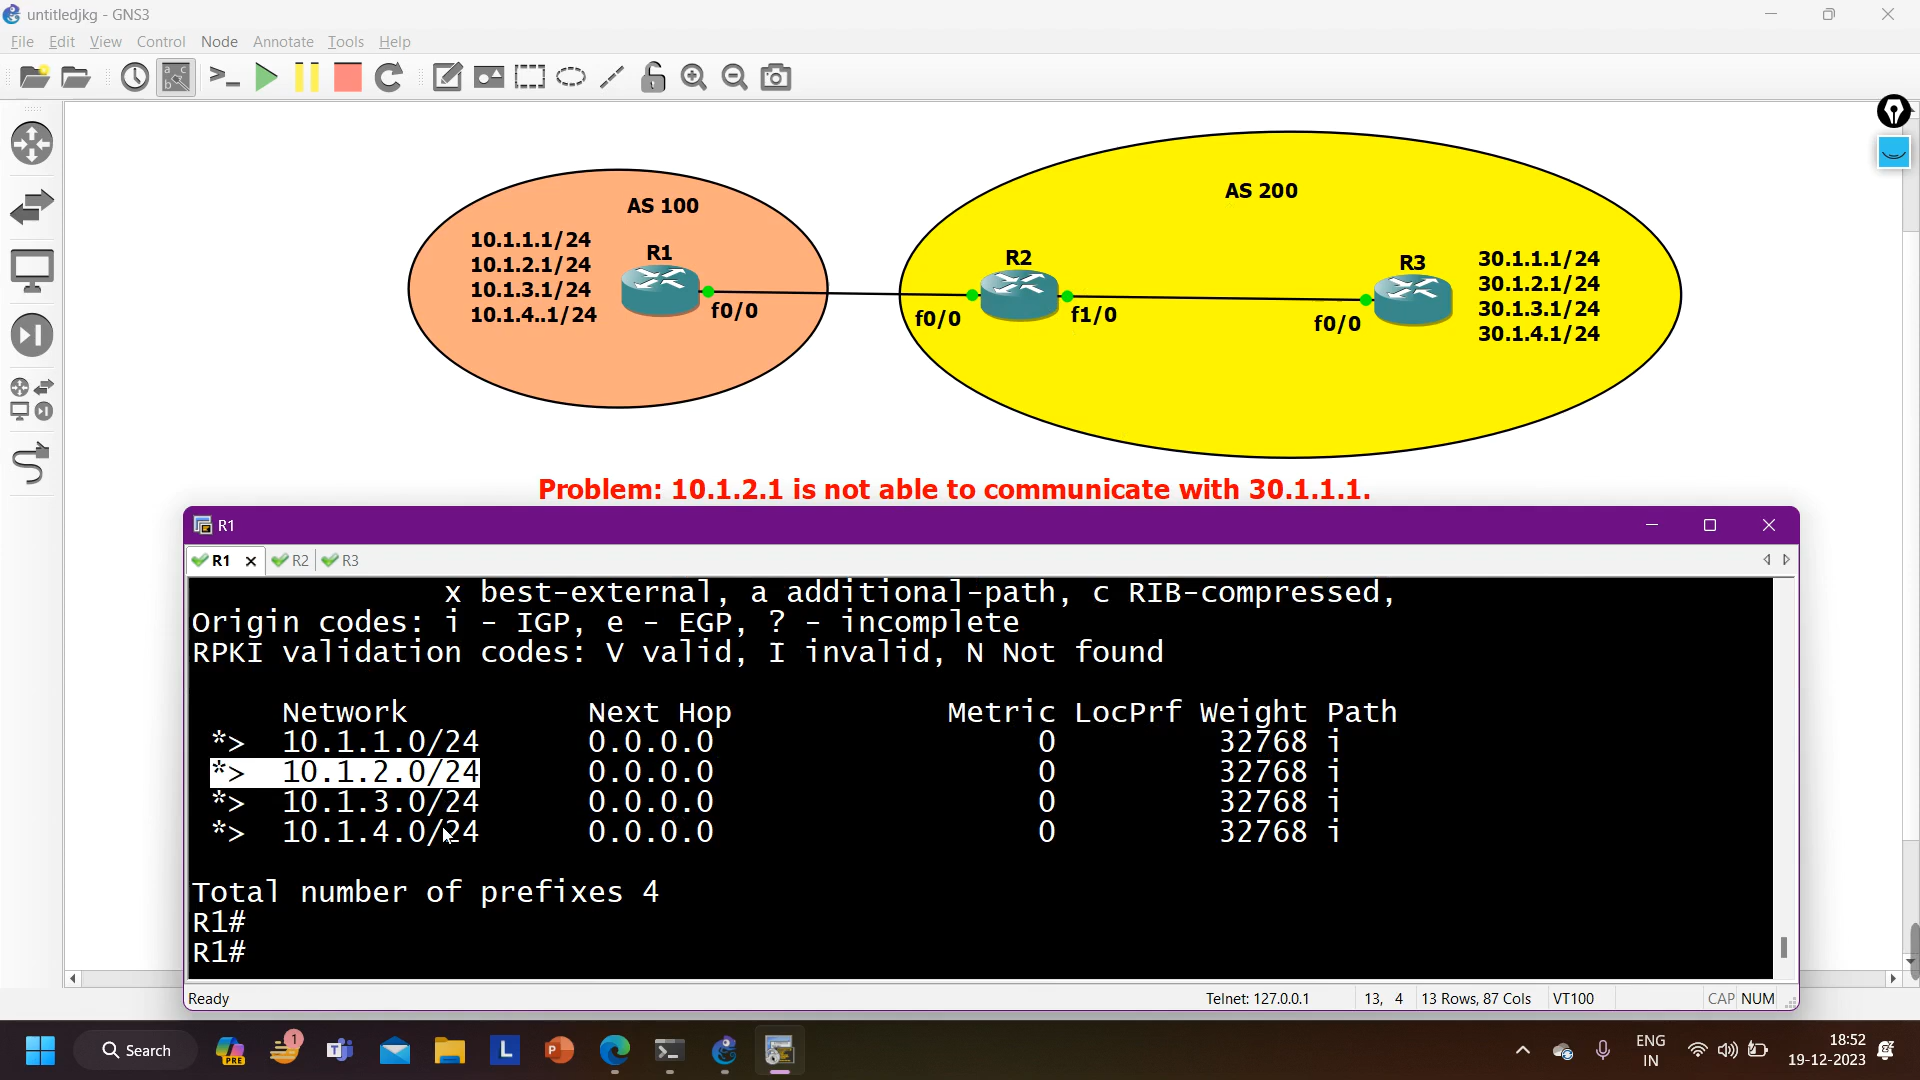 untitledjkg - GNS3
File Edit View Control Node Annotate Tools Help
AS 100
10.1.1.1/24
10.1.2.1/24
10.1.3.1/24
10.1.4..1/24
R1
f0/0
AS 200
R2
f0/0
f1/0
R3
f0/0
30.1.1.1/24
30.1.2.1/24
30.1.3.1/24
30.1.4.1/24
Problem: 10.1.2.1 is not able to communicate with 30.1.1.1.
R1
R1 R2 R3
x best-external, a additional-path, c RIB-compressed,
Origin codes: i - IGP, e - EGP, ? - incomplete
RPKI validation codes: V valid, I invalid, N Not found
Network Next Hop Metric LocPrf Weight Path
*> 10.1.1.0/24 0.0.0.0 0 32768 i
*> 10.1.2.0/24 0.0.0.0 0 32768 i
*> 10.1.3.0/24 0.0.0.0 0 32768 i
*> 10.1.4.0/24 0.0.0.0 0 32768 i
Total number of prefixes 4
R1#
R1#
Ready Telnet: 127.0.0.1 13, 4 13 Rows, 87 Cols VT100 CAP NUM
Search
PRE
1
L
P
ENG
IN
18:52
19-12-2023